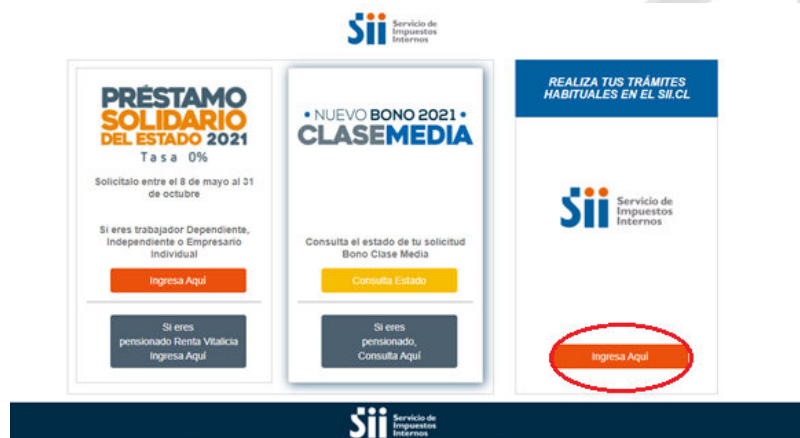 Sii Servicio de
Impuestos
Internos
PRÉSTAMO
SOLIDARIO
DEL ESTADO 2021
Tasa 0%
Solicítalo entre el 8 de mayo al 31
de octubre
Si eres trabajador Dependiente,
Independiente o Empresario
Individual
Ingresa Aquí
Si eres
pensionado Renta Vitalicia
Ingresa Aquí
• NUEVO BONO 2021 •
CLASEMEDIA
Consulta el estado de tu solicitud
Bono Clase Media
Consulta Estado
Si eres
pensionado,
Consulta Aquí
REALIZA TUS TRÁMITES
HABITUALES EN EL SII.CL
Sii Servicio de
Impuestos
Internos
Ingresa Aquí
Sii Servicio de
Impuestos
Internos